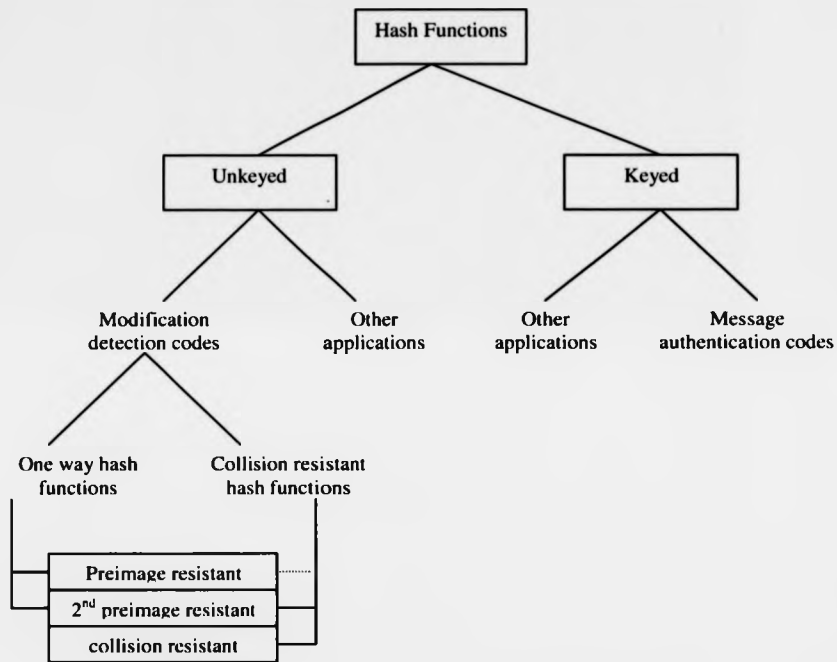 Hash Functions
Unkeyed
Keyed
Modification
detection codes
Other
applications
Other
applications
Message
authentication codes
One way hash
functions
Collision resistant
hash functions
Preimage resistant
2nd preimage resistant
collision resistant